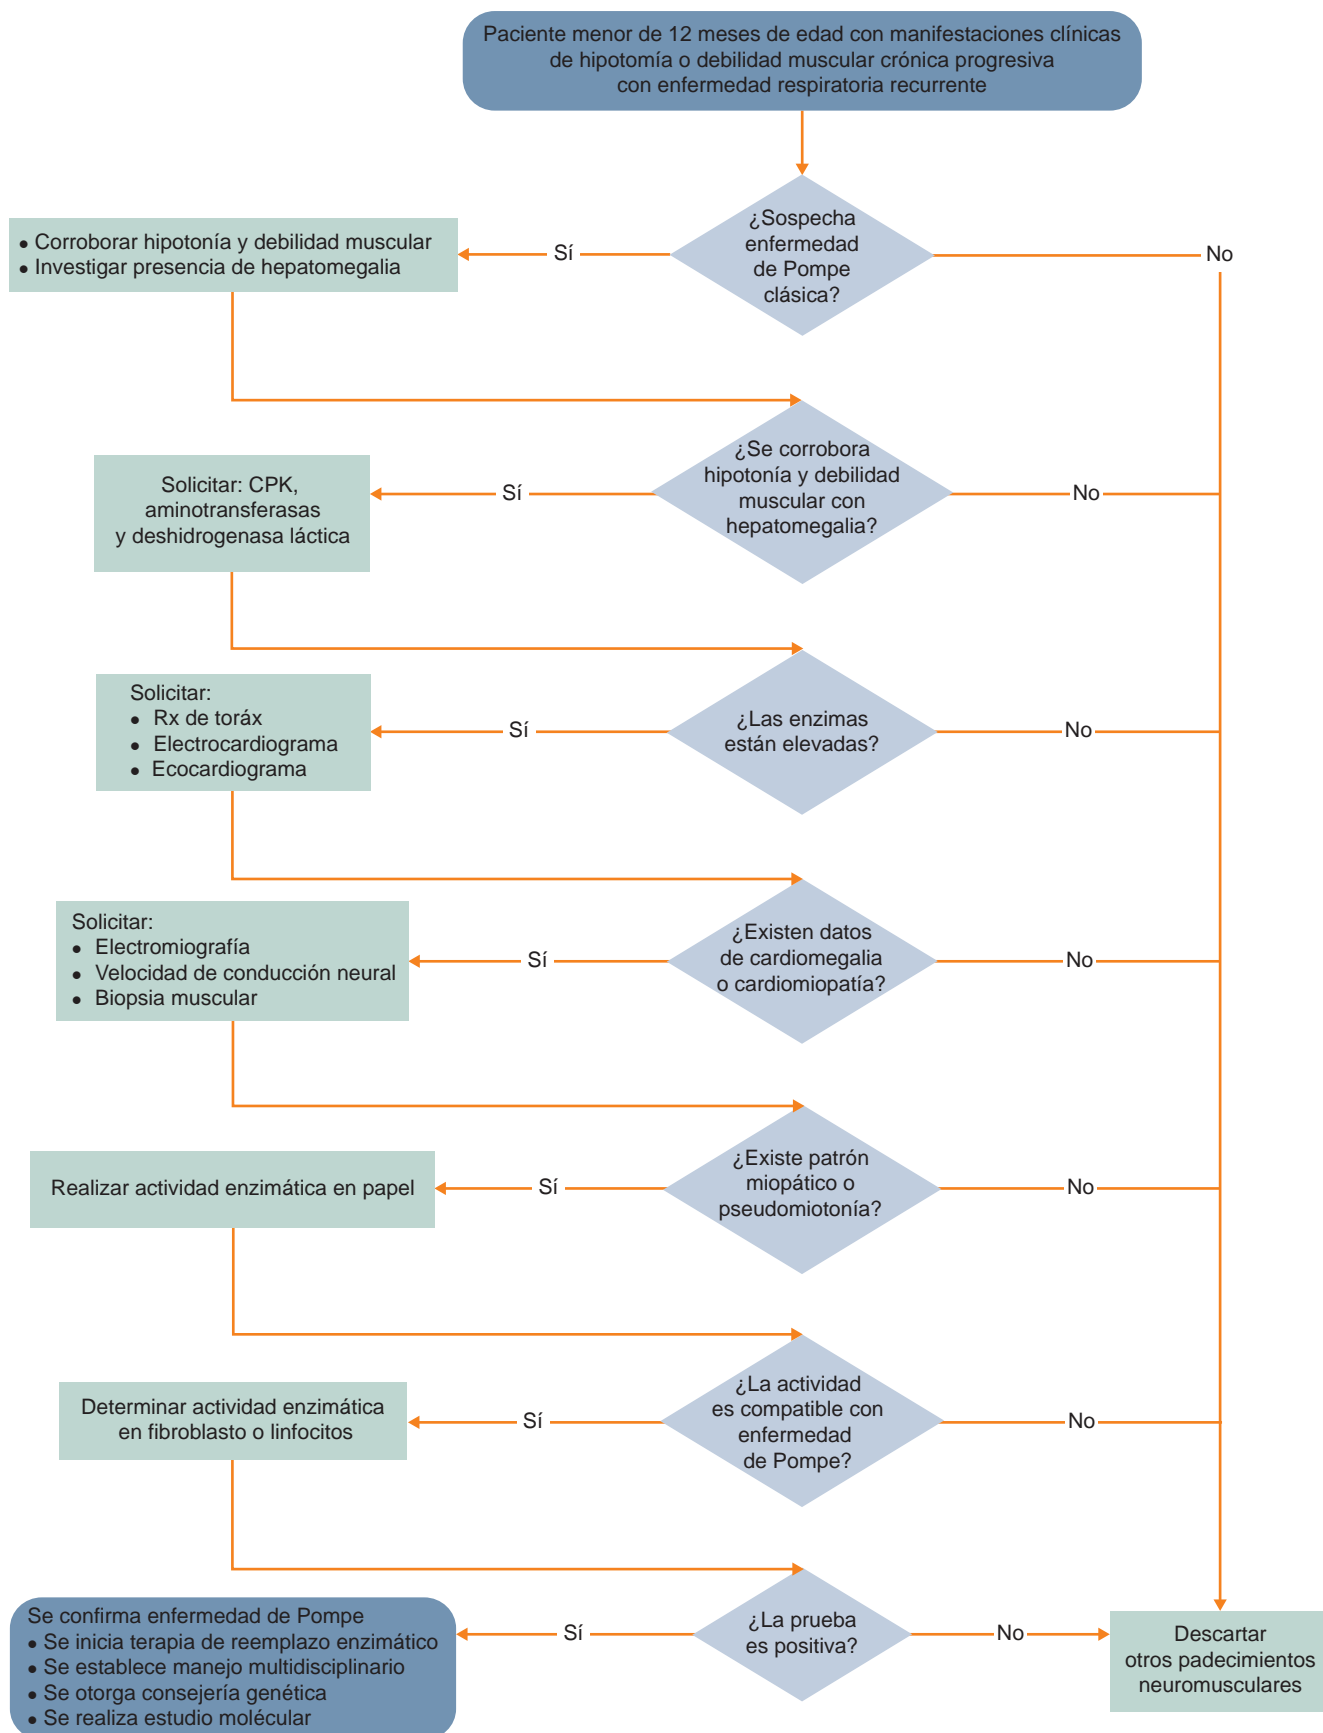 Paciente menor de 12 meses de edad con manifestaciones clínicas
de hipotomía o debilidad muscular crónica progresiva
con enfermedad respiratoria recurrente
¿Sospecha
enfermedad
de Pompe
clásica?
Sí
No
● Corroborar hipotonía y debilidad muscular
● Investigar presencia de hepatomegalia
¿Se corrobora
hipotonía y debilidad
muscular con
hepatomegalia?
Sí
No
Solicitar: CPK,
aminotransferasas
y deshidrogenasa láctica
¿Las enzimas
están elevadas?
Sí
No
Solicitar:
● Rx de toráx
● Electrocardiograma
● Ecocardiograma
¿Existen datos
de cardiomegalia
o cardiomiopatía?
Sí
No
Solicitar:
● Electromiografía
● Velocidad de conducción neural
● Biopsia muscular
¿Existe patrón
miopático o
pseudomiotonía?
Sí
No
Realizar actividad enzimática en papel
¿La actividad
es compatible con
enfermedad
de Pompe?
Sí
No
Determinar actividad enzimática
en fibroblasto o linfocitos
¿La prueba
es positiva?
Sí
No
Se confirma enfermedad de Pompe
● Se inicia terapia de reemplazo enzimático
● Se establece manejo multidisciplinario
● Se otorga consejería genética
● Se realiza estudio molécular
Descartar
otros padecimientos
neuromusculares